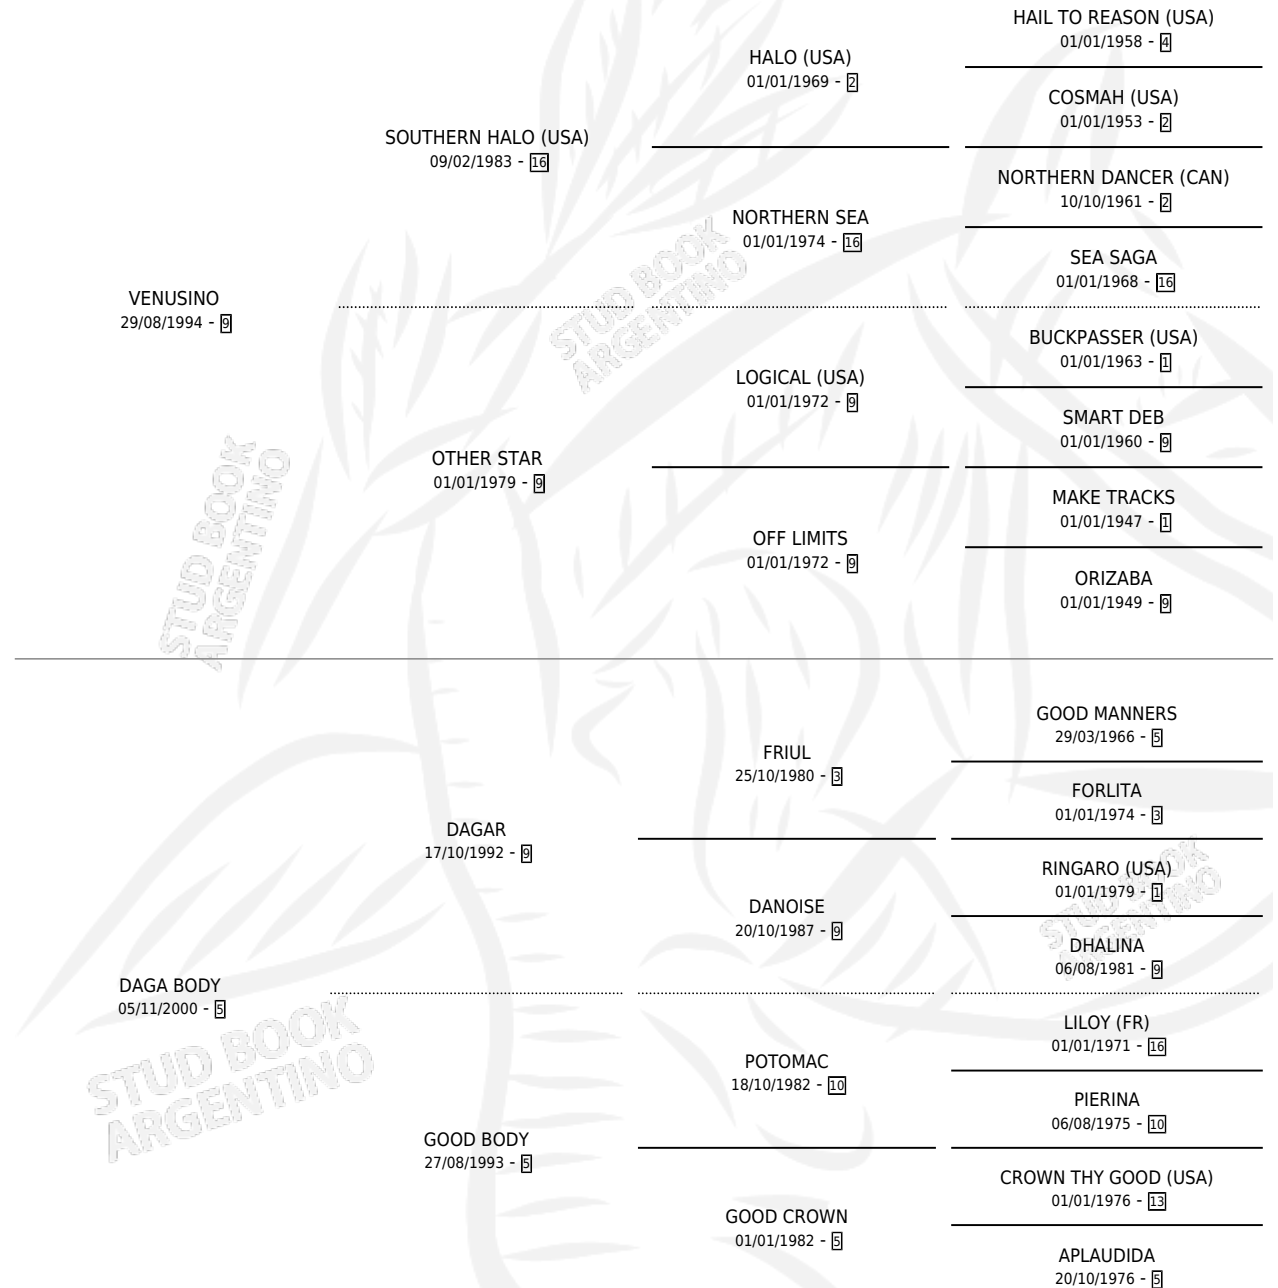 HAIL TO REASON (USA)
01/01/1958 - 4
HALO (USA)
01/01/1969 - 2
COSMAH (USA)
01/01/1953 - 2
SOUTHERN HALO (USA)
09/02/1983 - 16
NORTHERN DANCER (CAN)
10/10/1961 - 2
NORTHERN SEA
01/01/1974 - 16
SEA SAGA
01/01/1968 - 16
VENUSINO
29/08/1994 - 9
BUCKPASSER (USA)
01/01/1963 - 1
LOGICAL (USA)
01/01/1972 - 9
SMART DEB
01/01/1960 - 9
OTHER STAR
01/01/1979 - 9
MAKE TRACKS
01/01/1947 - 1
OFF LIMITS
01/01/1972 - 9
ORIZABA
01/01/1949 - 9
GOOD MANNERS
29/03/1966 - 5
FRIUL
25/10/1980 - 3
FORLITA
01/01/1974 - 3
DAGAR
17/10/1992 - 9
RINGARO (USA)
01/01/1979 - 1
DANOISE
20/10/1987 - 9
DHALINA
06/08/1981 - 9
DAGA BODY
05/11/2000 - 5
LILOY (FR)
01/01/1971 - 16
POTOMAC
18/10/1982 - 10
PIERINA
06/08/1975 - 10
GOOD BODY
27/08/1993 - 5
CROWN THY GOOD (USA)
01/01/1976 - 13
GOOD CROWN
01/01/1982 - 5
APLAUDIDA
20/10/1976 - 5
STUD BOOK
ARGENTINO
STUD BOOK
ARGENTINO
STUD BOOK
ARGENTINO
STUD BOOK
ARGENTINO